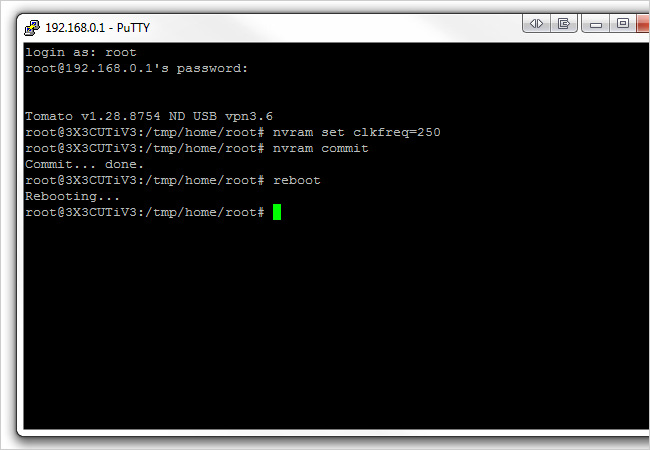 192.168.0.1 - PuTTY
login as: root
root@192.168.0.1's password:
Tomato v1.28.8754 ND USB vpn3.6
root@3X3CUTiV3:/tmp/home/root# nvram set clkfreq=250
root@3X3CUTiV3:/tmp/home/root# nvram commit
Commit... done.
root@3X3CUTiV3:/tmp/home/root# reboot
Rebooting...
root@3X3CUTiV3:/tmp/home/root#